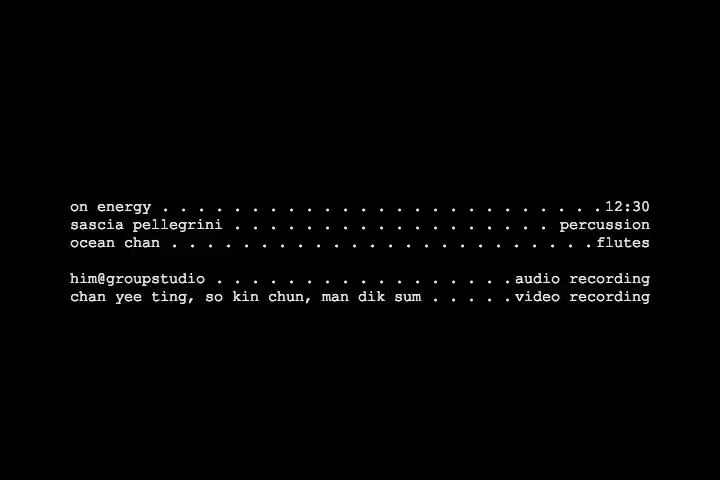 on energy . . . . . . . . . . . . . . . . . . . . . . . . .12:30
sascia pellegrini . . . . . . . . . . . . . . . . . . percussion
ocean chan . . . . . . . . . . . . . . . . . . . . . . . .flutes

him@groupstudio . . . . . . . . . . . . . . . . .audio recording
chan yee ting, so kin chun, man dik sum . . . . .video recording